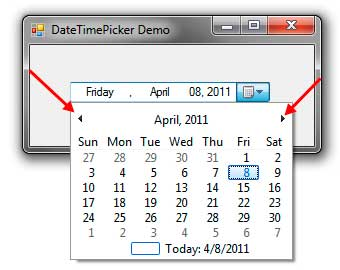 DateTimePicker Demo
Friday , April 08, 2011
April, 2011
Sun Mon Tue Wed Thu Fri Sat
27 28 29 30 31 1 2
3 4 5 6 7 8 9
10 11 12 13 14 15 16
17 18 19 20 21 22 23
24 25 26 27 28 29 30
1 2 3 4 5 6 7
Today: 4/8/2011